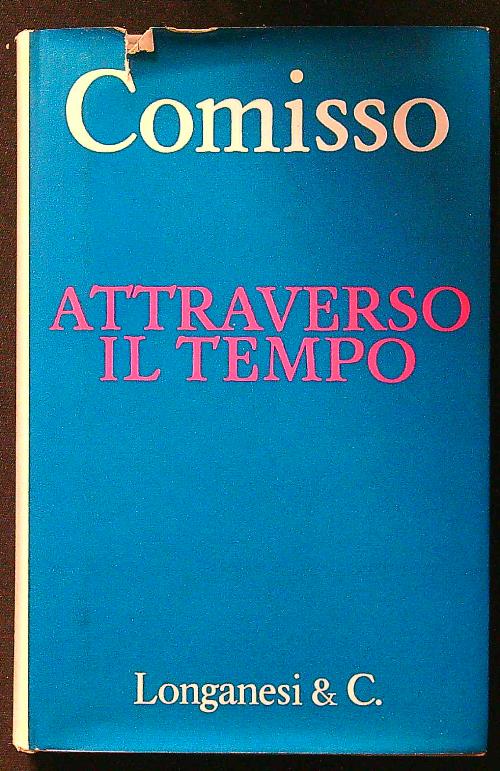 Comisso
ATTRAVERSO
IL TEMPO
Longanesi & C.